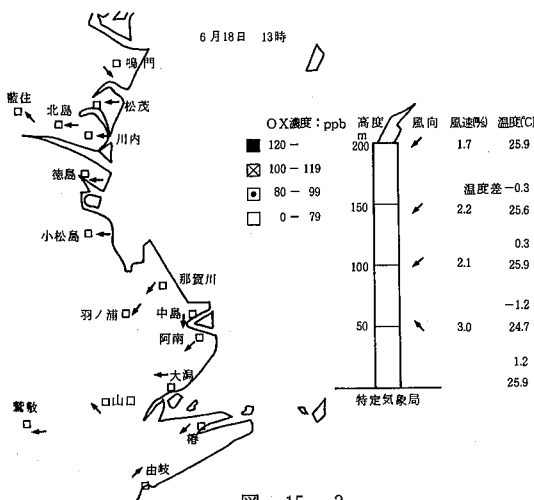 6月18日 13時
鳴門
藍住
北島
松茂
川内
徳島
小松島
那賀川
羽ノ浦
中島
阿南
大潟
山口
鷲敷
椿
由岐
OX濃度：ppb
120 −
100 − 119
80 − 99
0 − 79
高度 m 風向 風速(㎧) 温度(℃)
200 1.7 25.9
温度差 −0.3
150 2.2 25.6
0.3
100 2.1 25.9
−1.2
50 3.0 24.7
1.2
25.9
特定気象局
図 15 − 2